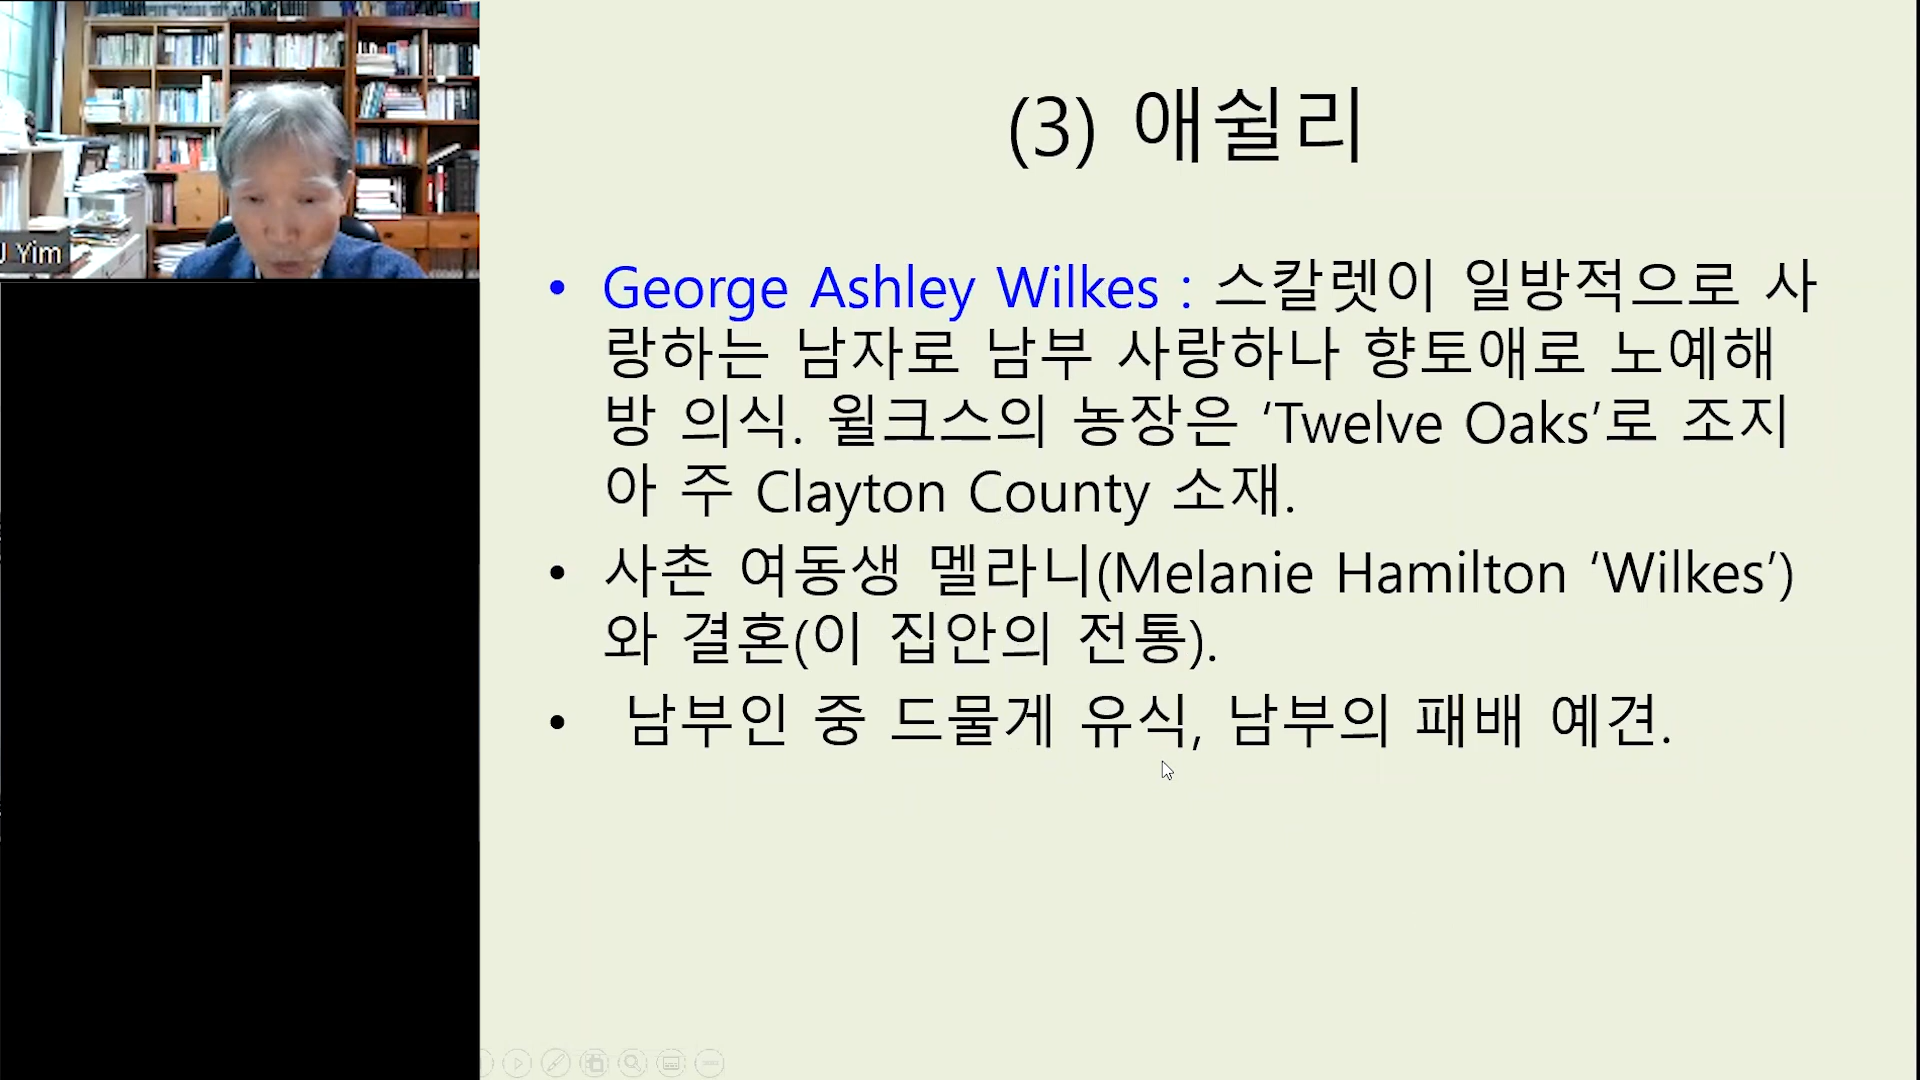 J Yim
(3) 애쉴리
• George Ashley Wilkes : 스칼렛이 일방적으로 사
랑하는 남자로 남부 사랑하나 향토애로 노예해
방 의식. 윌크스의 농장은 ‘Twelve Oaks’로 조지
아 주 Clayton County 소재.
• 사촌 여동생 멜라니(Melanie Hamilton ‘Wilkes’)
와 결혼(이 집안의 전통).
• 남부인 중 드물게 유식, 남부의 패배 예견.